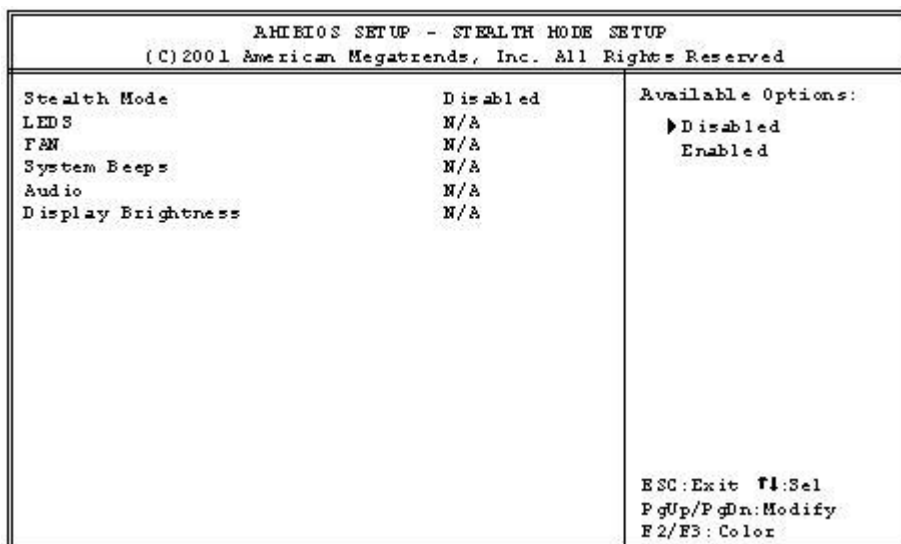 AMIBIOS SETUP - STEALTH MODE SETUP
(C)2001 American Megatrends, Inc. All Rights Reserved
Stealth Mode Disabled
LEDS N/A
FAN N/A
System Beeps N/A
Audio N/A
Display Brightness N/A
Available Options:
Disabled
Enabled
ESC:Exit ↑↓:Sel
PgUp/PgDn:Modify
F2/F3:Color